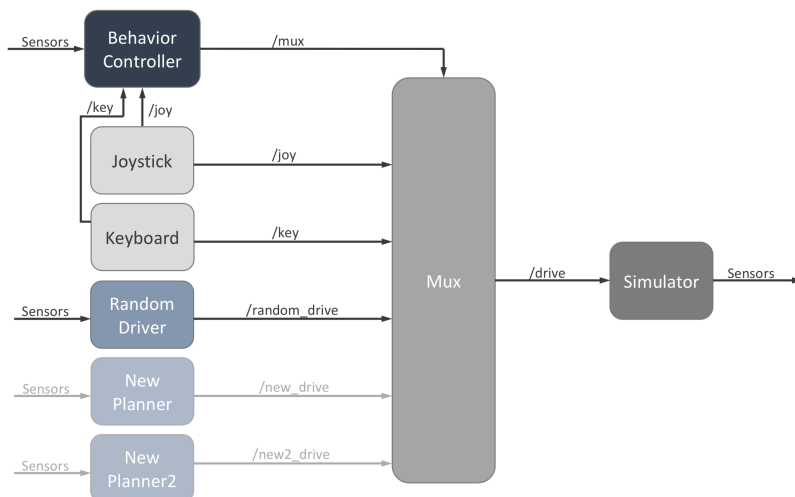 Sensors
Behavior
Controller
/mux
/key
/joy
Joystick
/joy
Keyboard
/key
Sensors
Random
Driver
/random_drive
Mux
/drive
Simulator
Sensors
Sensors
New
Planner
/new_drive
Sensors
New
Planner2
/new2_drive